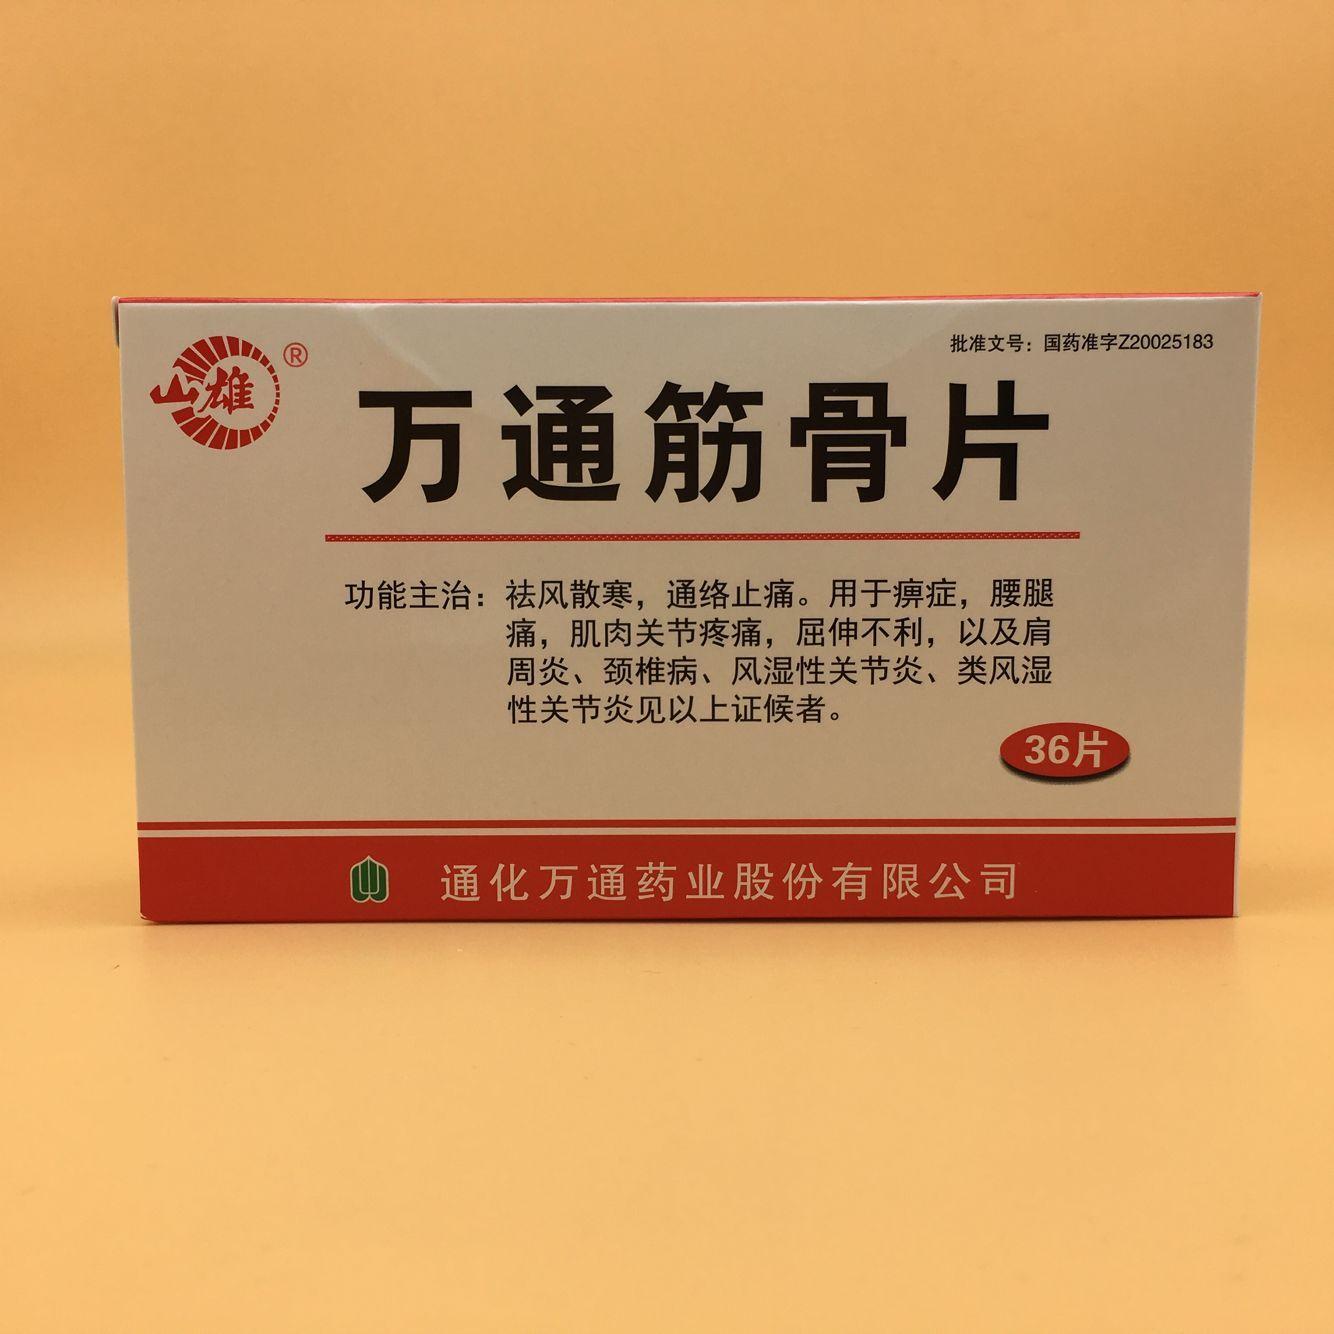 批准文号：国药准字Z20025183
山雄®
万通筋骨片
功能主治：祛风散寒，通络止痛。用于痹症，腰腿
痛，肌肉关节疼痛，屈伸不利，以及肩
周炎、颈椎病、风湿性关节炎、类风湿
性关节炎见以上证候者。
36片
通化万通药业股份有限公司